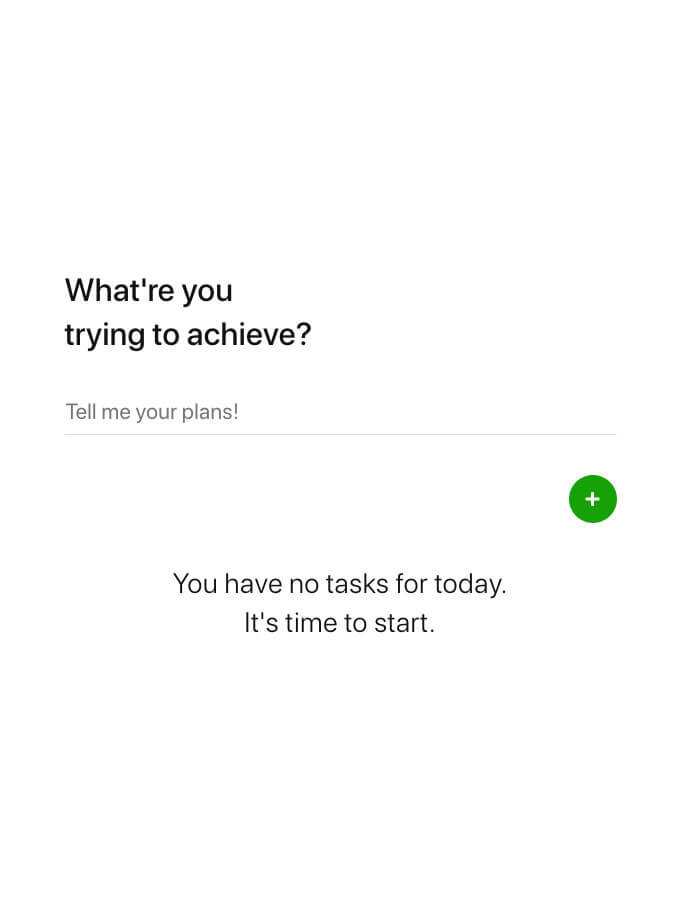 What're you
trying to achieve?
Tell me your plans!
+
You have no tasks for today.
It's time to start.